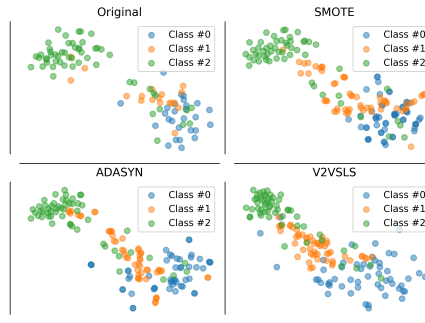 Original
Class #0
Class #1
Class #2
SMOTE
Class #0
Class #1
Class #2
ADASYN
Class #0
Class #1
Class #2
V2VSLS
Class #0
Class #1
Class #2